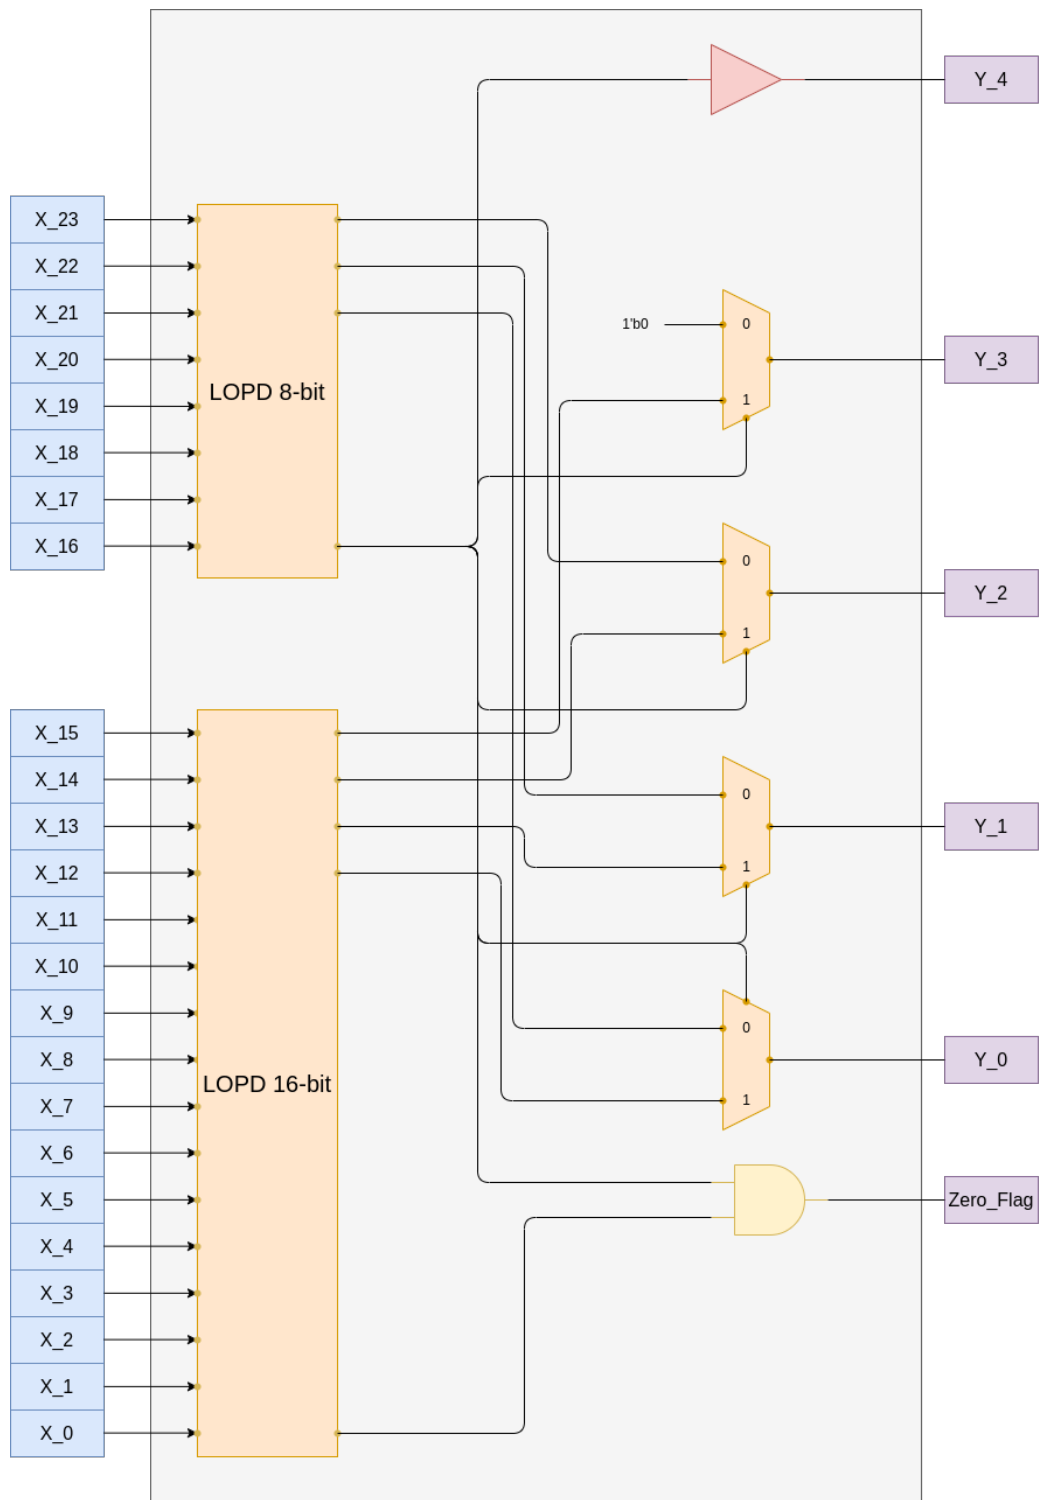 Y_4
X_23
X_22
X_21
X_20
X_19
X_18
X_17
X_16
LOPD 8-bit
1'b0
0
1
Y_3
0
1
Y_2
X_15
X_14
X_13
X_12
X_11
X_10
X_9
X_8
X_7
X_6
X_5
X_4
X_3
X_2
X_1
X_0
LOPD 16-bit
0
1
Y_1
0
1
Y_0
Zero_Flag